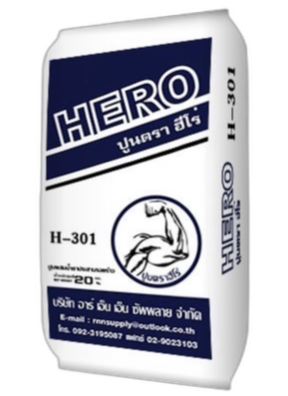 HERO
ปูนตรา ฮีโร่
H-301
20
ปูนตราฮีโร่
บริษัท อาร์ เอ็น เอ็น ซัพพลาย จำกัด
E-mail : rnnsupply@outlook.co.th
โทร. 092-3195087 แฟกซ์ 02-9023103
HERO
ปูนตรา ฮีโร่
H-301